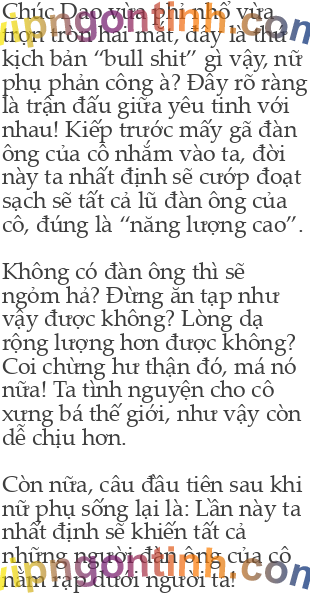 Chúc Dao vừa phỉ nhổ vừa
trợn tròn hai mắt, đây là thứ
kịch bản “bull shit” gì vậy, nữ
phụ phản công à? Đây rõ ràng
là trận đấu giữa yêu tinh với
nhau! Kiếp trước mấy gã đàn
ông của cô nhắm vào ta, đời
này ta nhất định sẽ cướp đoạt
sạch sẽ tất cả lũ đàn ông của
cô, đúng là “năng lượng cao”.
Không có đàn ông thì sẽ
ngỏm hả? Đừng ăn tạp như
vậy được không? Lòng dạ
rộng lượng hơn được không?
Coi chừng hư thận đó, má nó
nữa! Ta tình nguyện cho cô
xưng bá thế giới, như vậy còn
dễ chịu hơn.
Còn nữa, câu đầu tiên sau khi
nữ phụ sống lại là: Lần này ta
nhất định sẽ khiến tất cả
những người đàn ông của cô
nằm rạp dưới người ta!
vipngontinh.com
vipngontinh.com